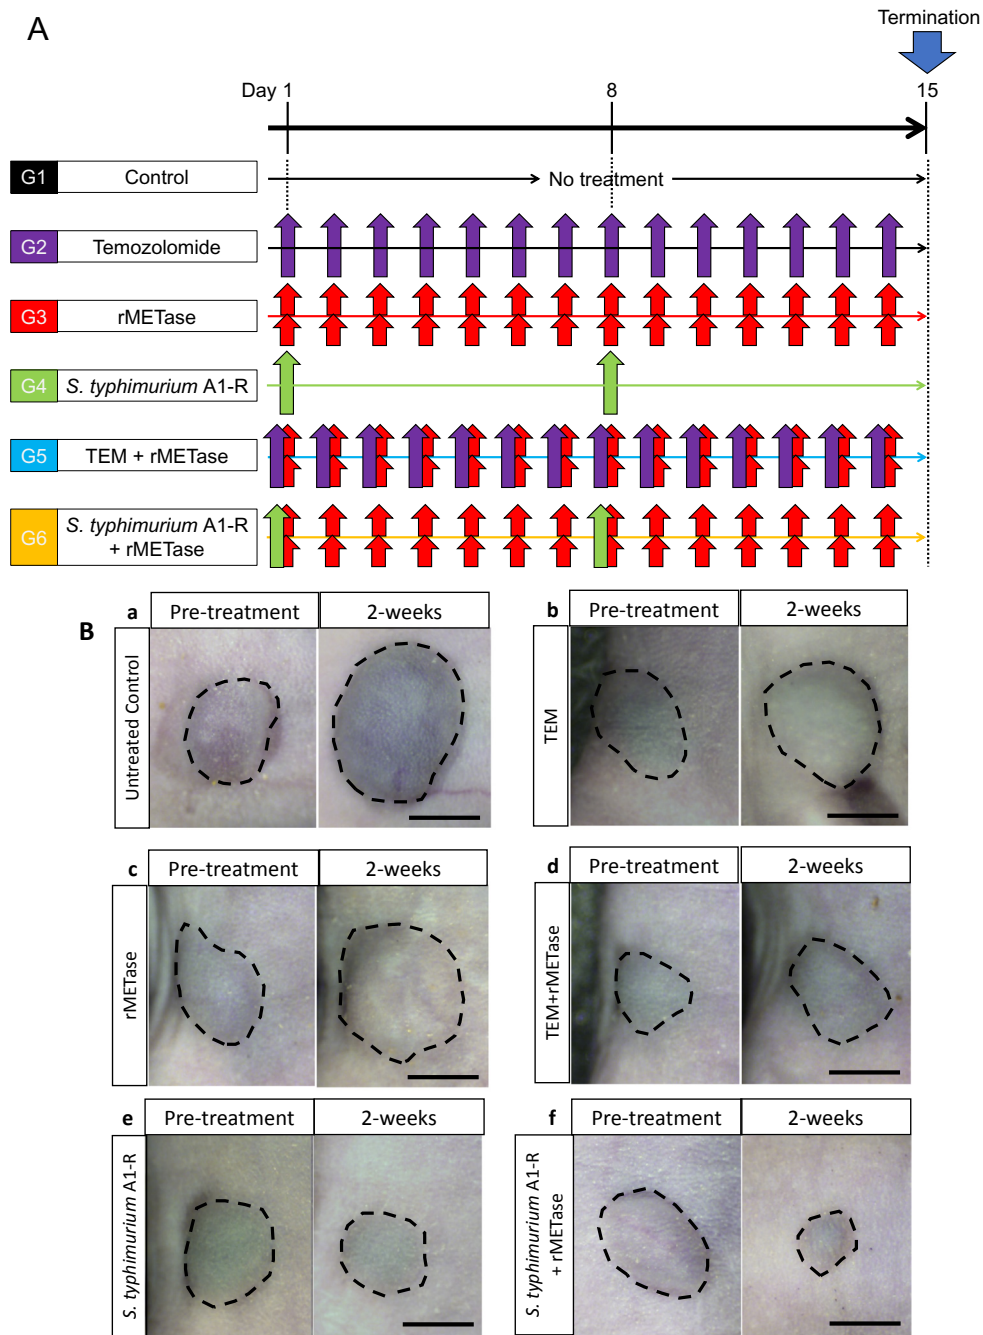 A
Termination
Day 1
8
15
G1
Control
No treatment
G2
Temozolomide
G3
rMETase
G4
S. typhimurium A1-R
G5
TEM + rMETase
G6
S. typhimurium A1-R
+ rMETase
B
a
Pre-treatment
2-weeks
Untreated Control
b
Pre-treatment
2-weeks
TEM
c
Pre-treatment
2-weeks
rMETase
d
Pre-treatment
2-weeks
TEM+rMETase
e
Pre-treatment
2-weeks
S. typhimurium A1-R
f
Pre-treatment
2-weeks
S. typhimurium A1-R
+ rMETase